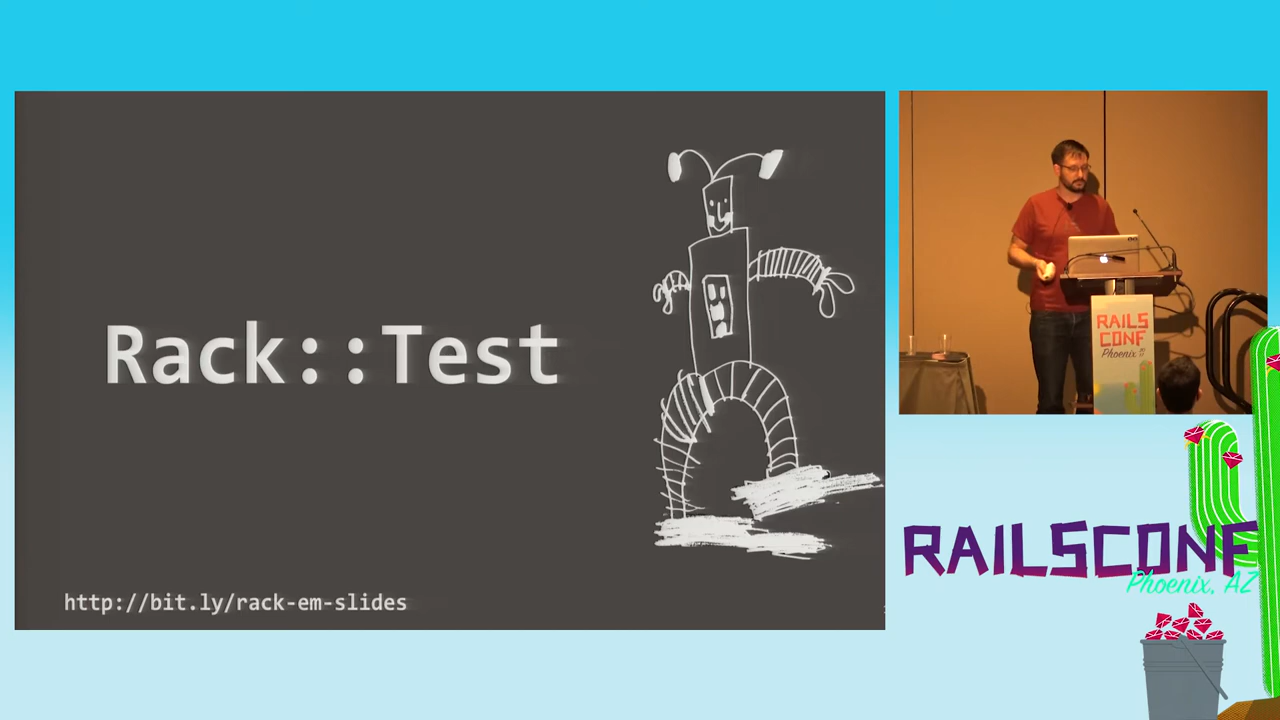 Rack::Test
http://bit.ly/rack-em-slides
RAILS
CONF
Phoenix
RAILSCONF
Phoenix, AZ